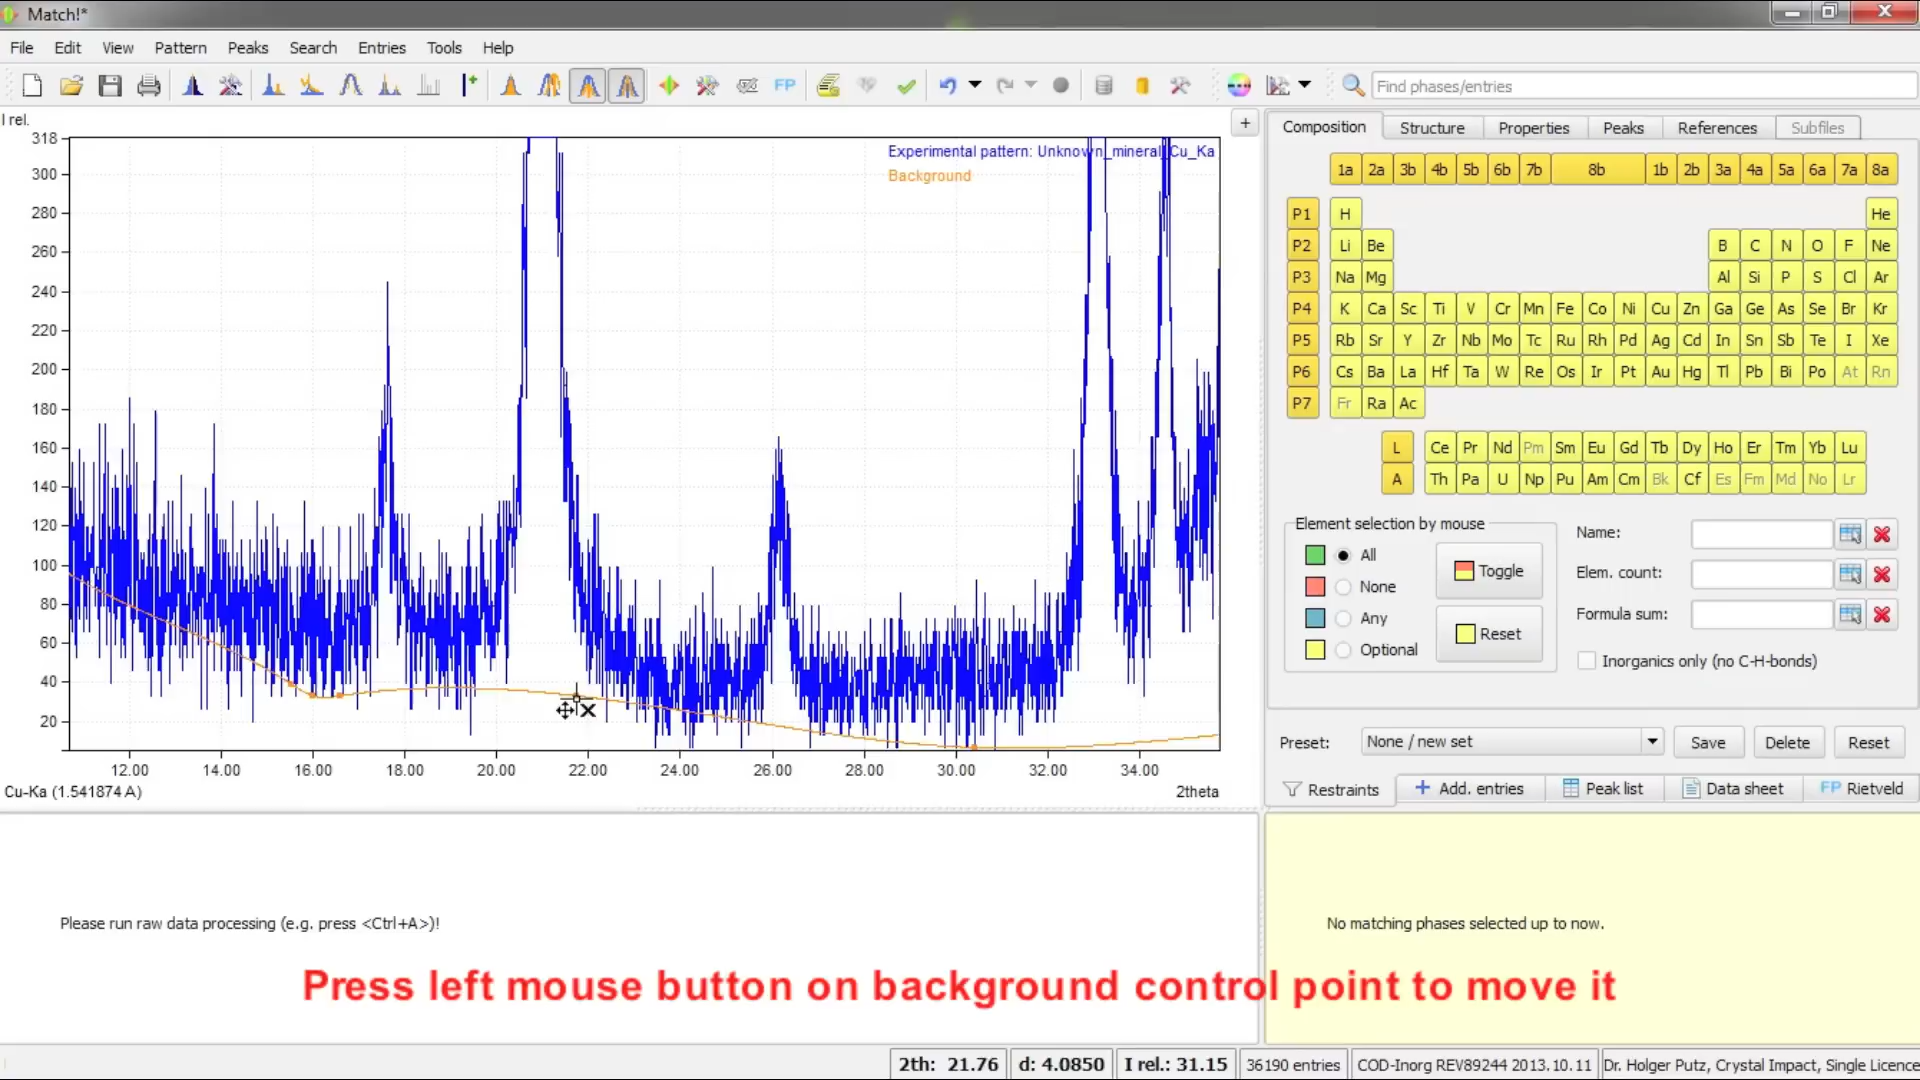 Match!*
File Edit View Pattern Peaks Search Entries Tools Help
FP
Find phases/entries
I rel.
+
Composition Structure Properties Peaks References Subfiles
Experimental pattern: Unknown_mineral_Cu_Ka
Background
318
300
280
260
240
220
200
180
160
140
120
100
80
60
40
20
12.00 14.00 16.00 18.00 20.00 22.00 24.00 26.00 28.00 30.00 32.00 34.00
Cu-Ka (1.541874 A) 2theta
1a 2a 3b 4b 5b 6b 7b 8b 1b 2b 3a 4a 5a 6a 7a 8a
P1 H He
P2 Li Be B C N O F Ne
P3 Na Mg Al Si P S Cl Ar
P4 K Ca Sc Ti V Cr Mn Fe Co Ni Cu Zn Ga Ge As Se Br Kr
P5 Rb Sr Y Zr Nb Mo Tc Ru Rh Pd Ag Cd In Sn Sb Te I Xe
P6 Cs Ba La Hf Ta W Re Os Ir Pt Au Hg Tl Pb Bi Po At Rn
P7 Fr Ra Ac
L Ce Pr Nd Pm Sm Eu Gd Tb Dy Ho Er Tm Yb Lu
A Th Pa U Np Pu Am Cm Bk Cf Es Fm Md No Lr
Element selection by mouse
All
None
Any
Optional
Toggle
Reset
Name:
Elem. count:
Formula sum:
Inorganics only (no C-H-bonds)
Preset: None / new set Save Delete Reset
Restraints Add. entries Peak list Data sheet FP Rietveld
Please run raw data processing (e.g. press <Ctrl+A>)!
No matching phases selected up to now.
Press left mouse button on background control point to move it
2th: 21.76 d: 4.0850 I rel.: 31.15 36190 entries COD-Inorg REV89244 2013.10.11 Dr. Holger Putz, Crystal Impact, Single Licence